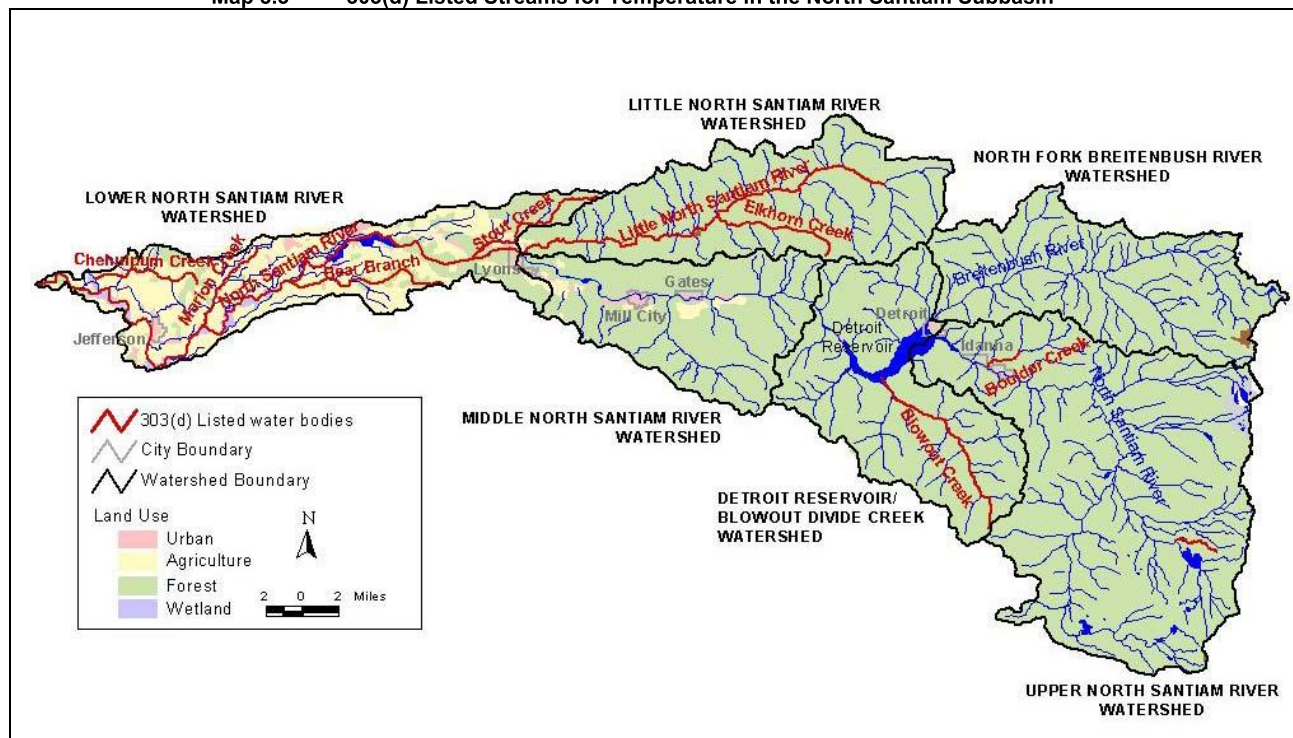 303(d) Listed Streams for Temperature in the North Santiam Subbasin
LITTLE NORTH SANTIAM RIVER
WATERSHED
NORTH FORK BREITENBUSH RIVER
WATERSHED
LOWER NORTH SANTIAM RIVER
WATERSHED
Chehulpum Creek
Marion Creek
North Santiam River
Bear Branch
Stout Creek
Little North Santiam River
Elkhorn Creek
Breitenbush River
Lyons
Gates
Mill City
Jefferson
Detroit
Detroit
Reservoir
Idanha
Boulder Creek
North Santiam River
Blowout Creek
MIDDLE NORTH SANTIAM RIVER
WATERSHED
DETROIT RESERVOIR/
BLOWOUT DIVIDE CREEK
WATERSHED
UPPER NORTH SANTIAM RIVER
WATERSHED
303(d) Listed water bodies
City Boundary
Watershed Boundary
Land Use
Urban
Agriculture
Forest
Wetland
N
2 0 2 Miles